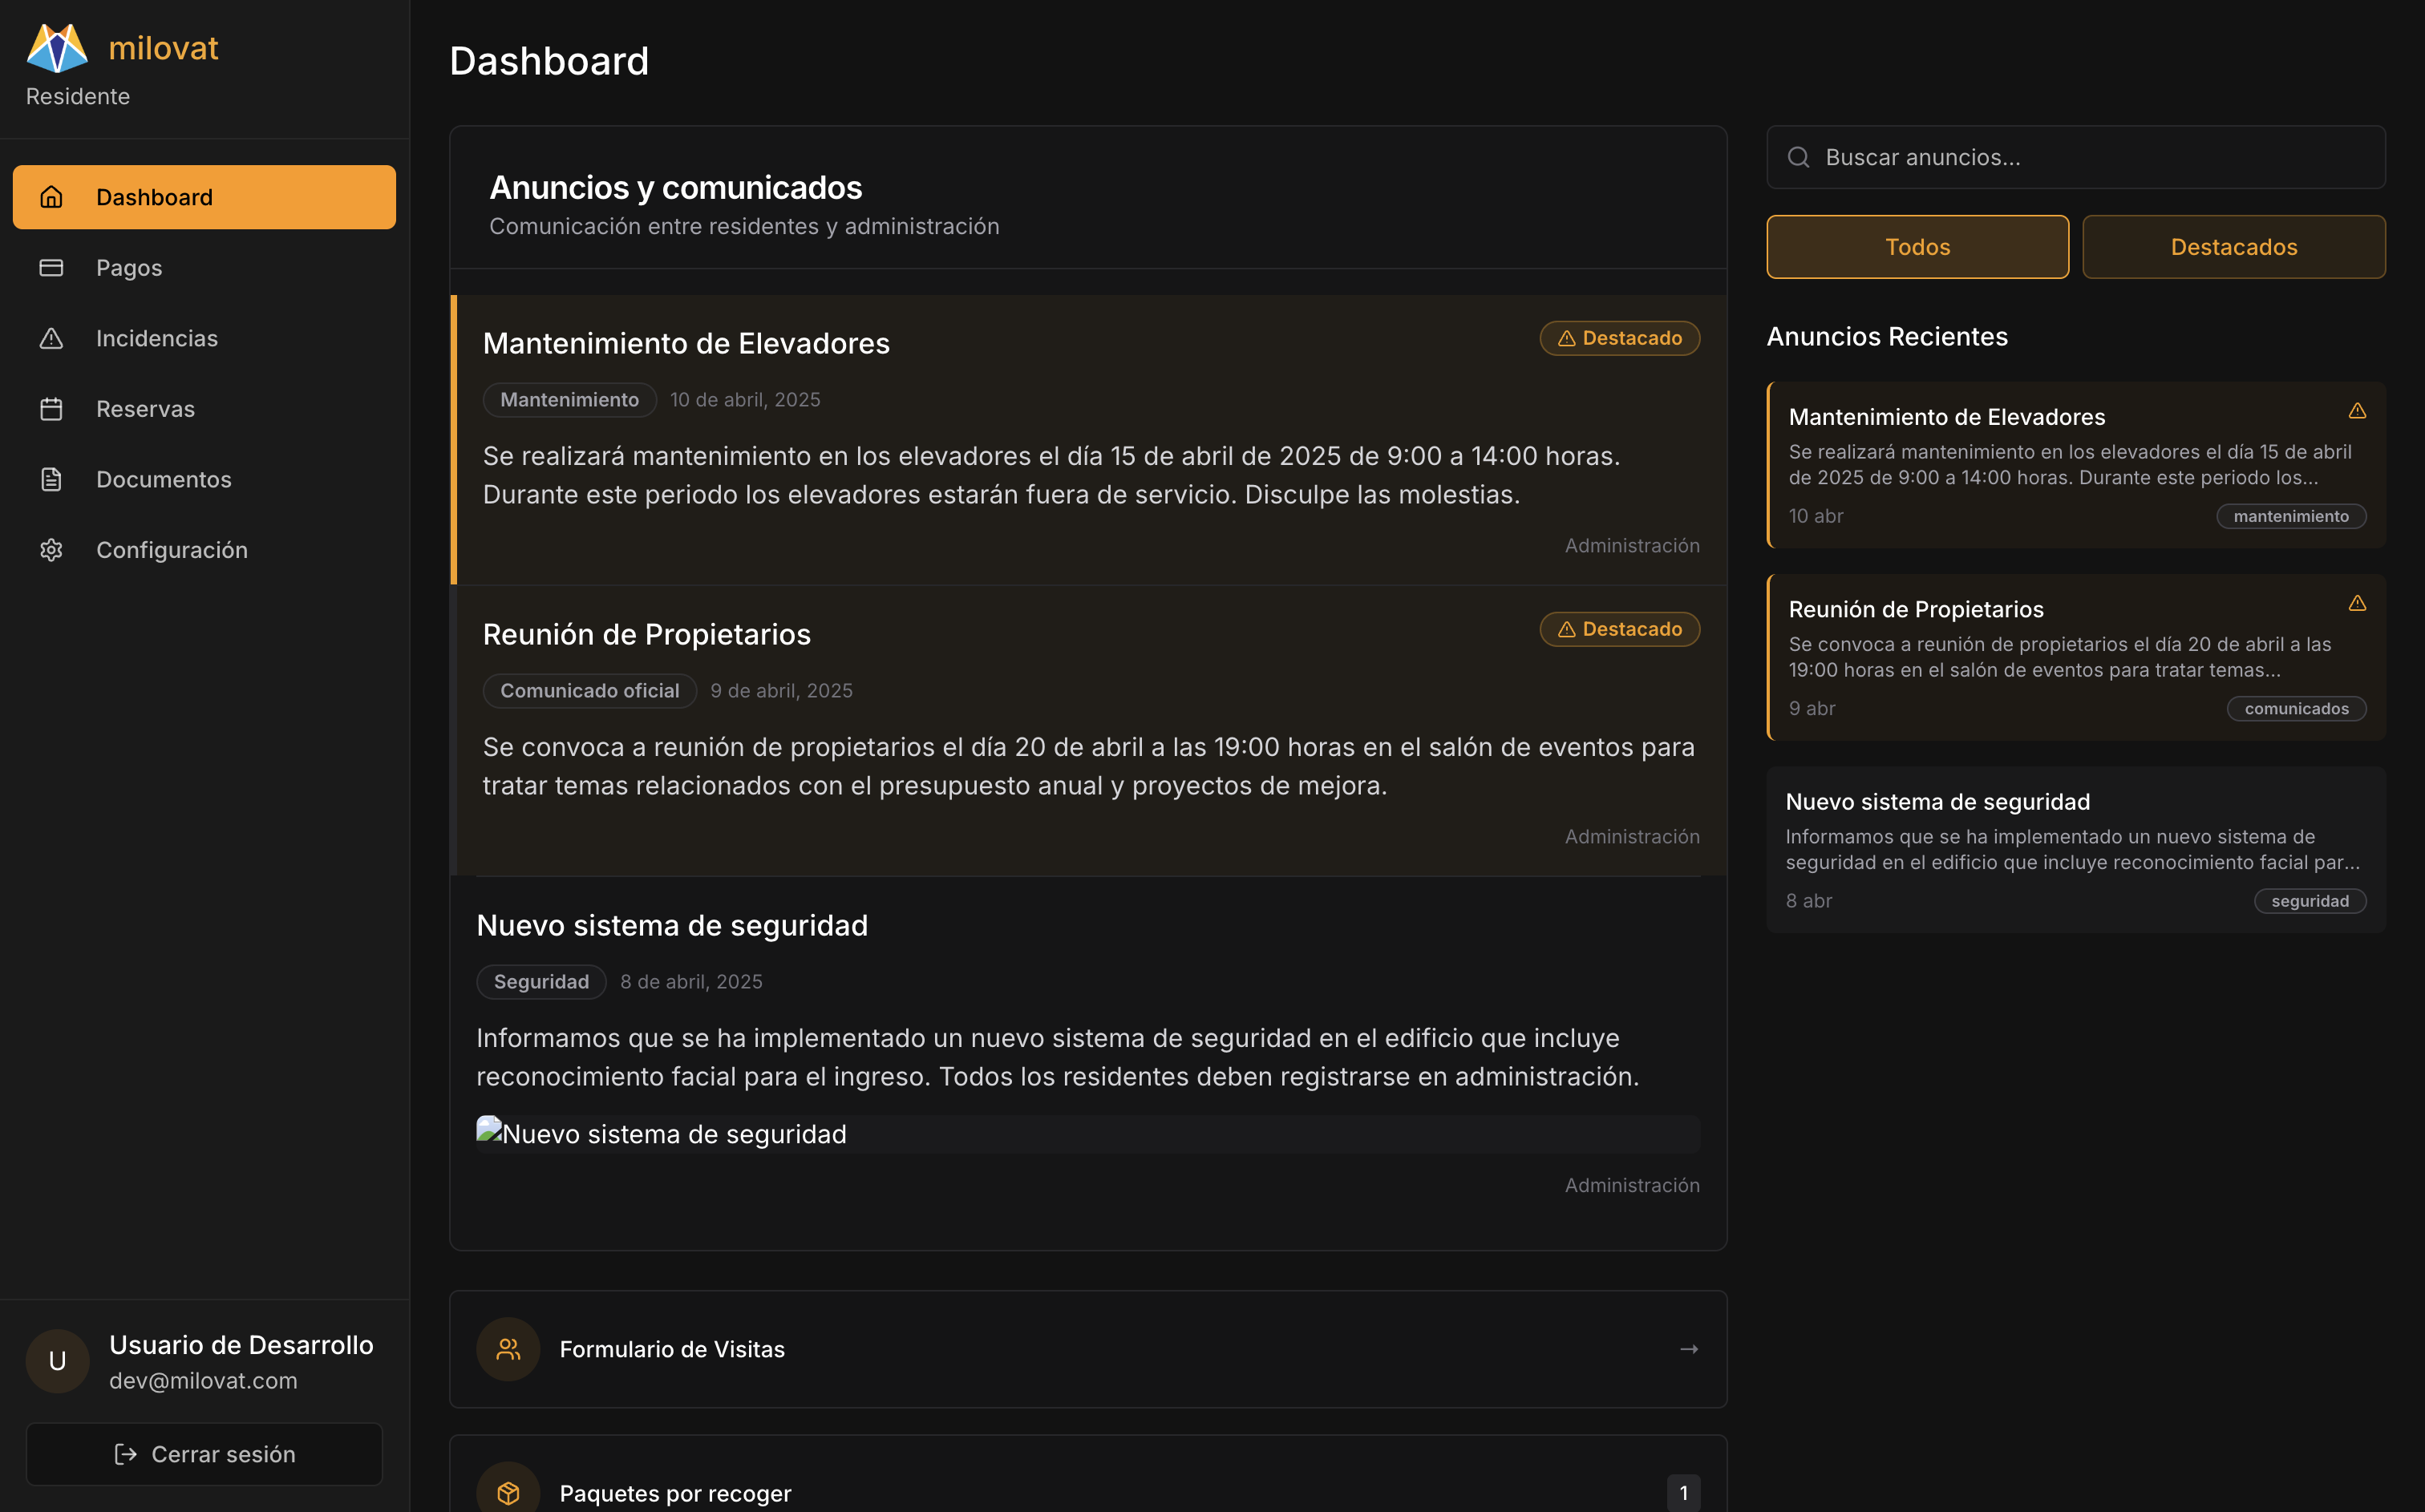 milovat
Residente
Dashboard
Pagos
Incidencias
Reservas
Documentos
Configuración
U
Usuario de Desarrollo
dev@milovat.com
Cerrar sesión
Dashboard
Anuncios y comunicados
Comunicación entre residentes y administración
Mantenimiento de Elevadores
Destacado
Mantenimiento
10 de abril, 2025
Se realizará mantenimiento en los elevadores el día 15 de abril de 2025 de 9:00 a 14:00 horas.
Durante este periodo los elevadores estarán fuera de servicio. Disculpe las molestias.
Administración
Reunión de Propietarios
Destacado
Comunicado oficial
9 de abril, 2025
Se convoca a reunión de propietarios el día 20 de abril a las 19:00 horas en el salón de eventos para
tratar temas relacionados con el presupuesto anual y proyectos de mejora.
Administración
Nuevo sistema de seguridad
Seguridad
8 de abril, 2025
Informamos que se ha implementado un nuevo sistema de seguridad en el edificio que incluye
reconocimiento facial para el ingreso. Todos los residentes deben registrarse en administración.
Nuevo sistema de seguridad
Administración
Formulario de Visitas
→
Paquetes por recoger
1
Buscar anuncios...
Todos
Destacados
Anuncios Recientes
Mantenimiento de Elevadores
Se realizará mantenimiento en los elevadores el día 15 de abril
de 2025 de 9:00 a 14:00 horas. Durante este periodo los...
10 abr
mantenimiento
Reunión de Propietarios
Se convoca a reunión de propietarios el día 20 de abril a las
19:00 horas en el salón de eventos para tratar temas...
9 abr
comunicados
Nuevo sistema de seguridad
Informamos que se ha implementado un nuevo sistema de
seguridad en el edificio que incluye reconocimiento facial par...
8 abr
seguridad